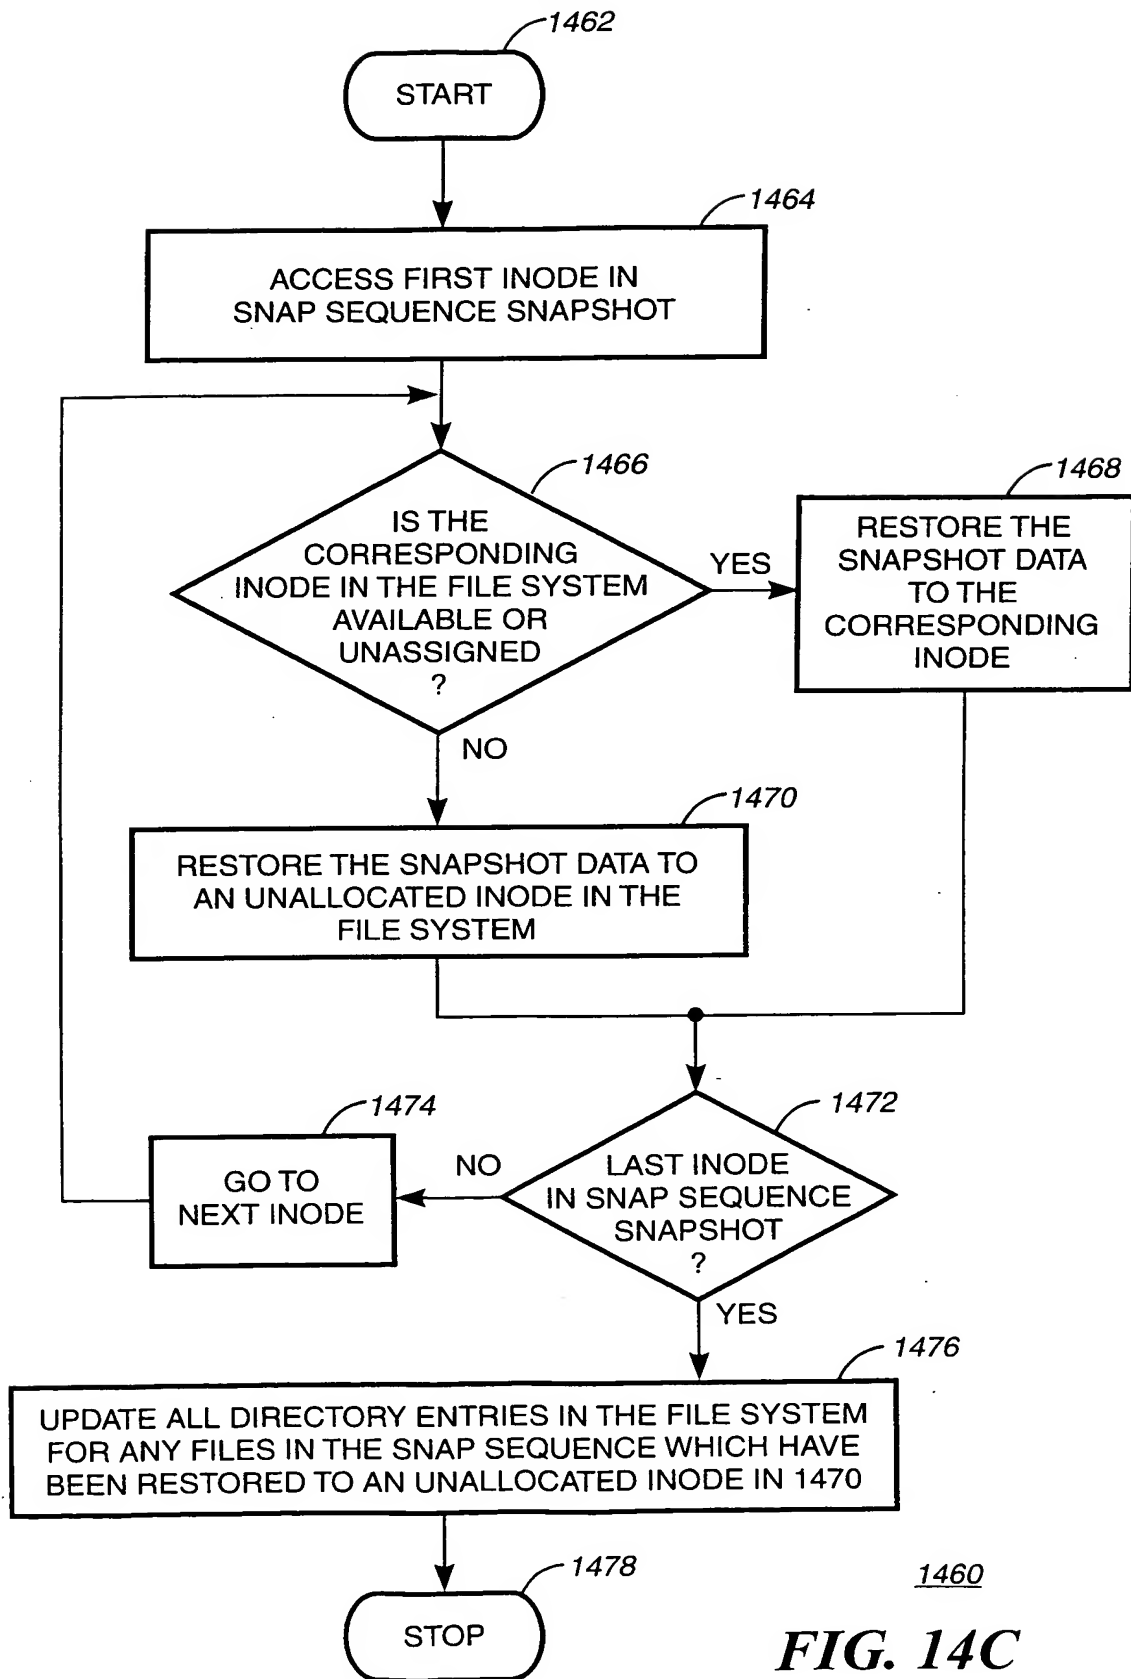 1462
START
1464
ACCESS FIRST INODE IN
SNAP SEQUENCE SNAPSHOT
1466
IS THE
CORRESPONDING
INODE IN THE FILE SYSTEM
AVAILABLE OR
UNASSIGNED
?
YES
1468
RESTORE THE
SNAPSHOT DATA
TO THE
CORRESPONDING
INODE
NO
1470
RESTORE THE SNAPSHOT DATA TO
AN UNALLOCATED INODE IN THE
FILE SYSTEM
1472
LAST INODE
IN SNAP SEQUENCE
SNAPSHOT
?
NO
1474
GO TO
NEXT INODE
YES
1476
UPDATE ALL DIRECTORY ENTRIES IN THE FILE SYSTEM
FOR ANY FILES IN THE SNAP SEQUENCE WHICH HAVE
BEEN RESTORED TO AN UNALLOCATED INODE IN 1470
1478
STOP
1460
FIG. 14C